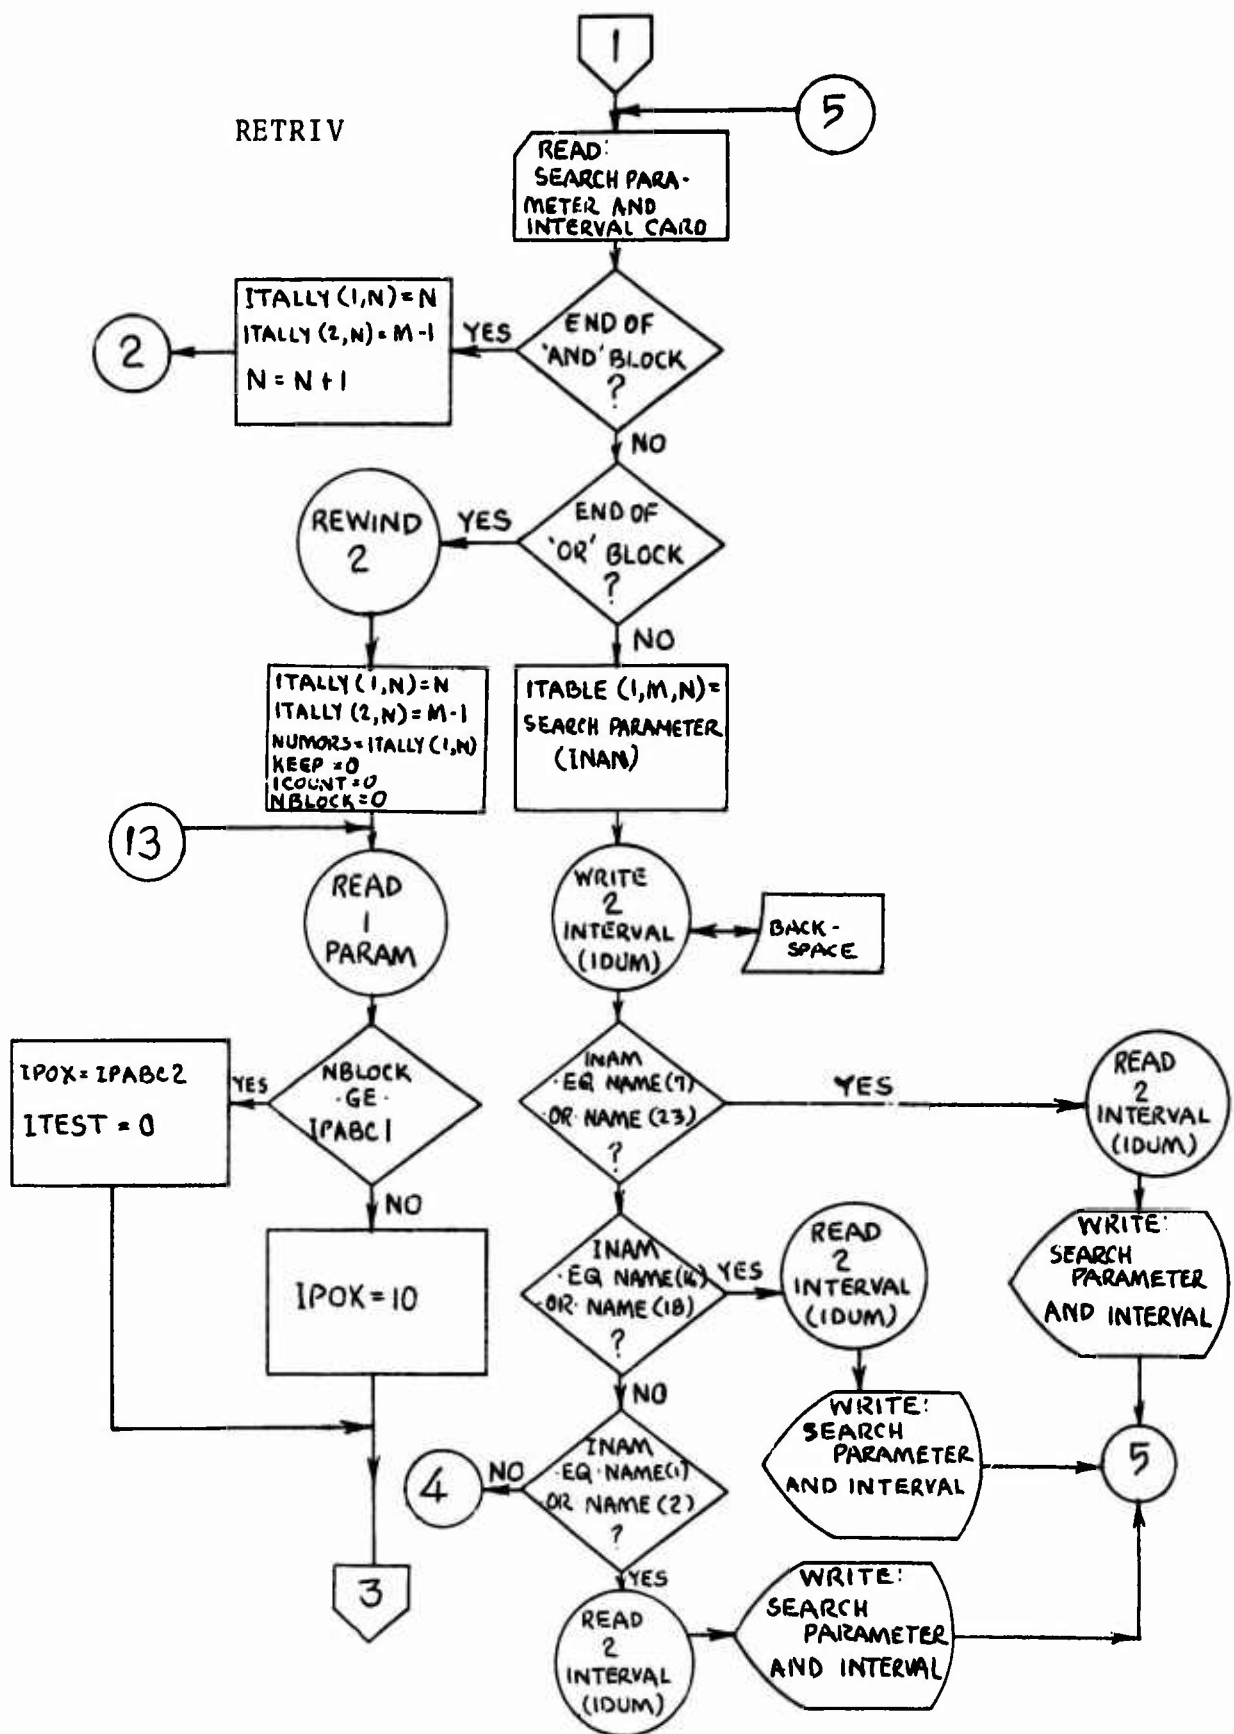 1
5
RETRIV
READ:
SEARCH PARA-
METER AND
INTERVAL CARD
ITALLY (1,N) = N
ITALLY (2,N) = M-1
N = N + 1
2
YES
END OF
'AND' BLOCK
?
NO
REWIND
2
YES
END OF
'OR' BLOCK
?
NO
ITALLY (1,N) = N
ITALLY (2,N) = M-1
NUMORS = ITALLY (1,N)
KEEP = 0
ICOUNT = 0
NBLOCK = 0
ITABLE (1,M,N) =
SEARCH PARAMETER
(INAM)
13
READ
1
PARAM
WRITE
2
INTERVAL
(IDUM)
BACK-
SPACE
IPOX = IPABC2
ITEST = 0
YES
NBLOCK
·GE·
IPABC1
NO
INAM
·EQ NAME(7)
·OR· NAME (23)
?
YES
READ
2
INTERVAL
(IDUM)
WRITE:
SEARCH
PARAMETER
AND INTERVAL
IPOX = 10
INAM
·EQ NAME(16)
·OR· NAME (18)
?
YES
READ
2
INTERVAL
(IDUM)
NO
WRITE:
SEARCH
PARAMETER
AND INTERVAL
5
4
NO
INAM
·EQ· NAME(1)
·OR· NAME (2)
?
YES
3
READ
2
INTERVAL
(IDUM)
WRITE:
SEARCH
PARAMETER
AND INTERVAL